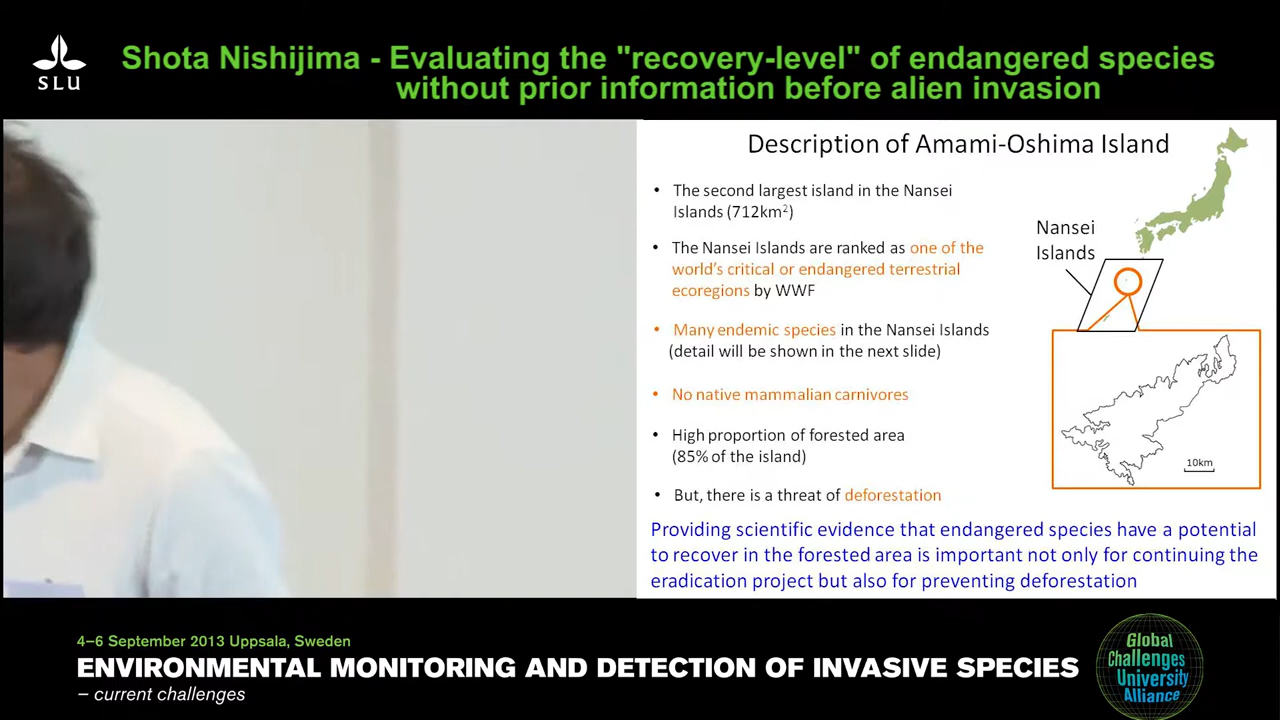 SLU
Shota Nishijima - Evaluating the "recovery-level" of endangered species
without prior information before alien invasion
Description of Amami-Oshima Island
• The second largest island in the Nansei
Islands (712km²)
• The Nansei Islands are ranked as one of the
world's critical or endangered terrestrial
ecoregions by WWF
• Many endemic species in the Nansei Islands
(detail will be shown in the next slide)
• No native mammalian carnivores
• High proportion of forested area
(85% of the island)
• But, there is a threat of deforestation
Nansei
Islands
10km
Providing scientific evidence that endangered species have a potential
to recover in the forested area is important not only for continuing the
eradication project but also for preventing deforestation
4–6 September 2013 Uppsala, Sweden
ENVIRONMENTAL MONITORING AND DETECTION OF INVASIVE SPECIES
– current challenges
Global
Challenges
University
Alliance